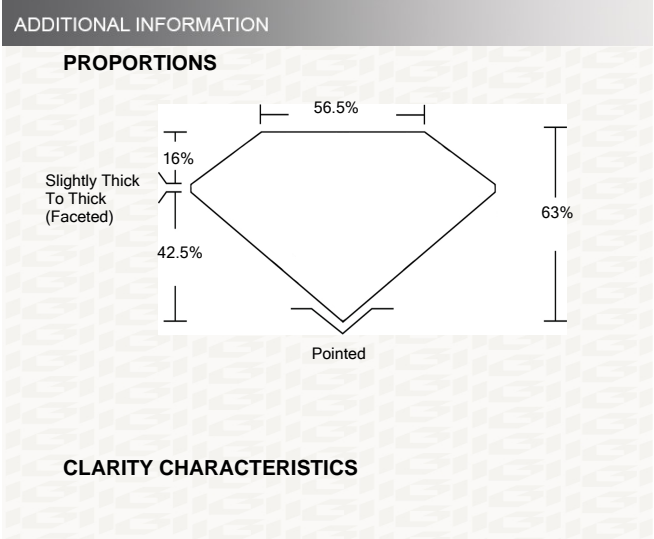 ADDITIONAL INFORMATION
PROPORTIONS
56.5%
16%
Slightly Thick
To Thick
(Faceted)
63%
42.5%
Pointed
CLARITY CHARACTERISTICS